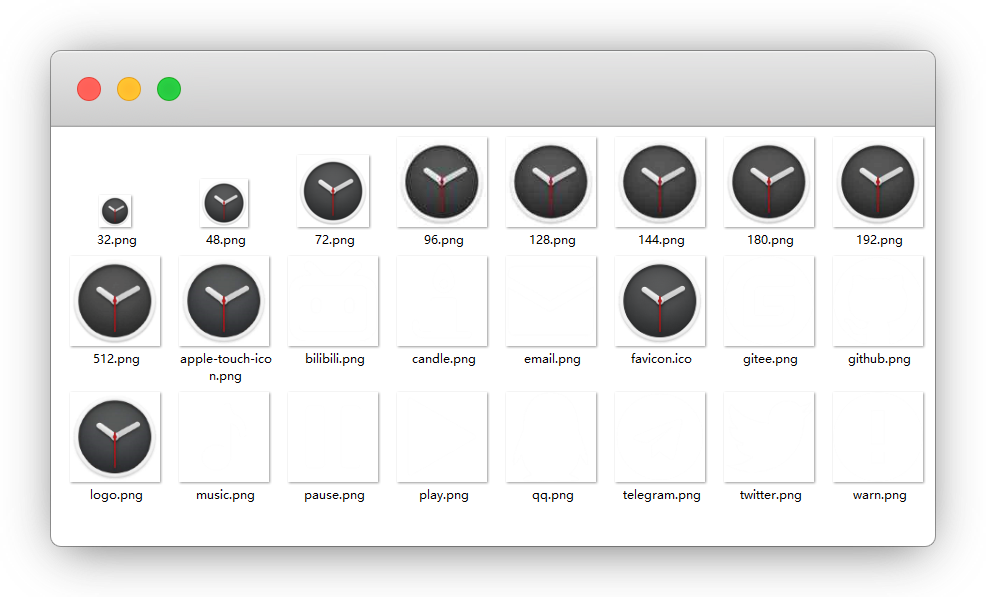 32.png
48.png
72.png
96.png
128.png
144.png
180.png
192.png
512.png
apple-touch-ico
n.png
bilibili.png
candle.png
email.png
favicon.ico
gitee.png
github.png
logo.png
music.png
pause.png
play.png
qq.png
telegram.png
twitter.png
warn.png